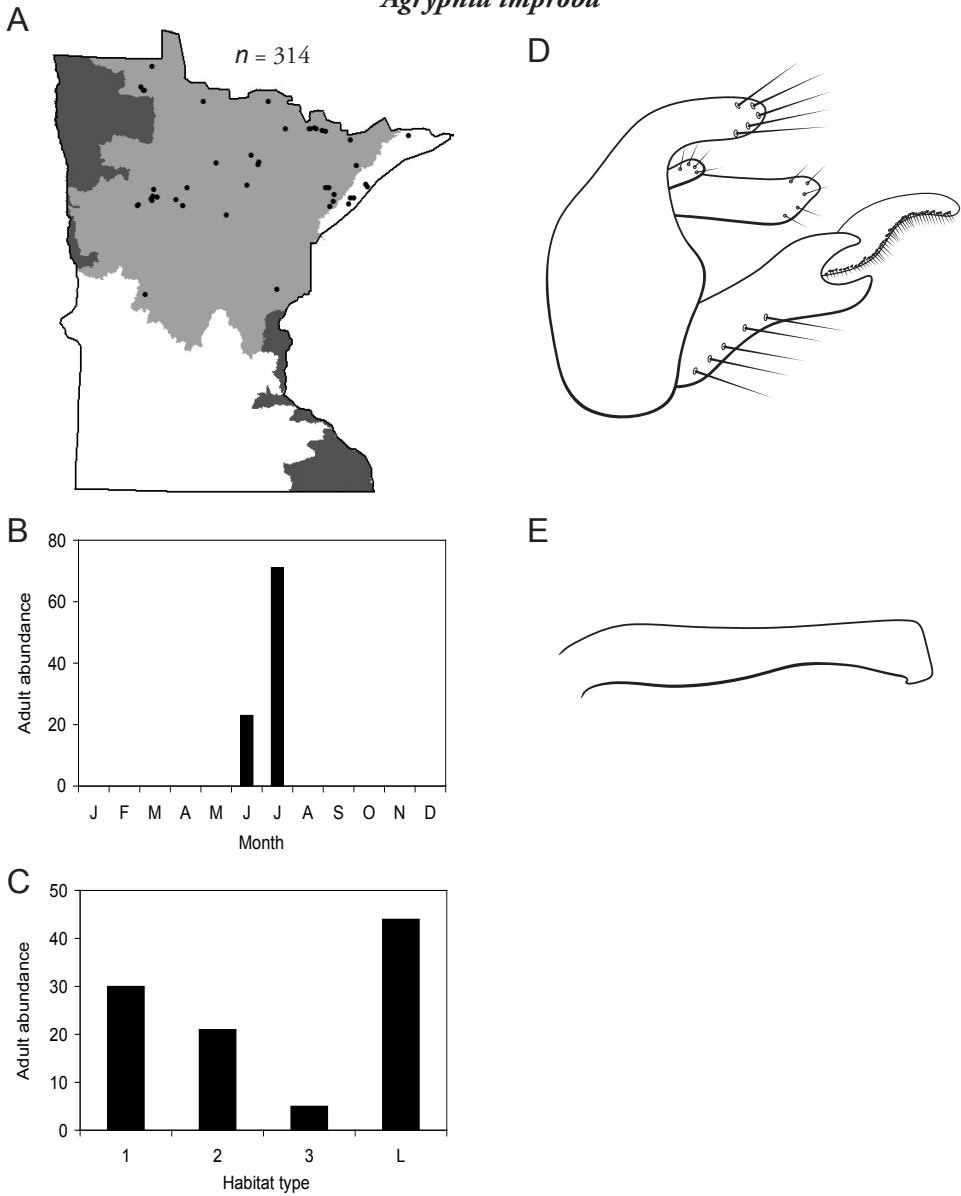 Agrypnia improba
A
n = 314
D
B
80
60
40
20
0
Adult abundance
J F M A M J J A S O N D
Month
E
C
50
40
30
20
10
0
Adult abundance
1 2 3 L
Habitat type